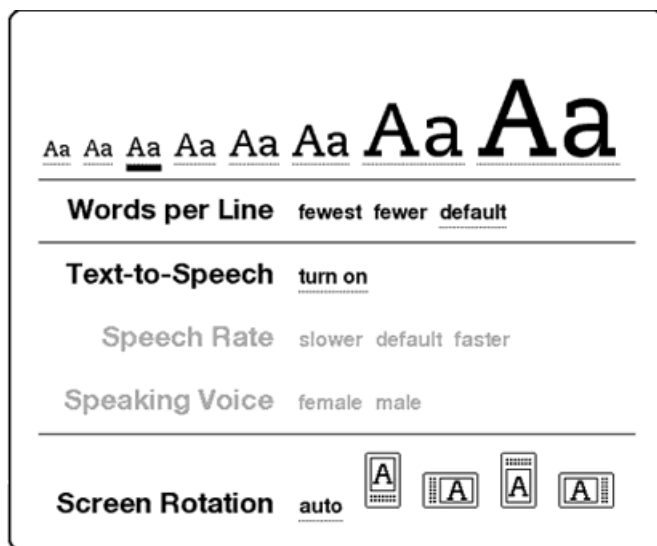 Aa Aa Aa Aa Aa Aa Aa Aa
Words per Line fewest fewer default
Text-to-Speech turn on
Speech Rate slower default faster
Speaking Voice female male
Screen Rotation auto A A A A